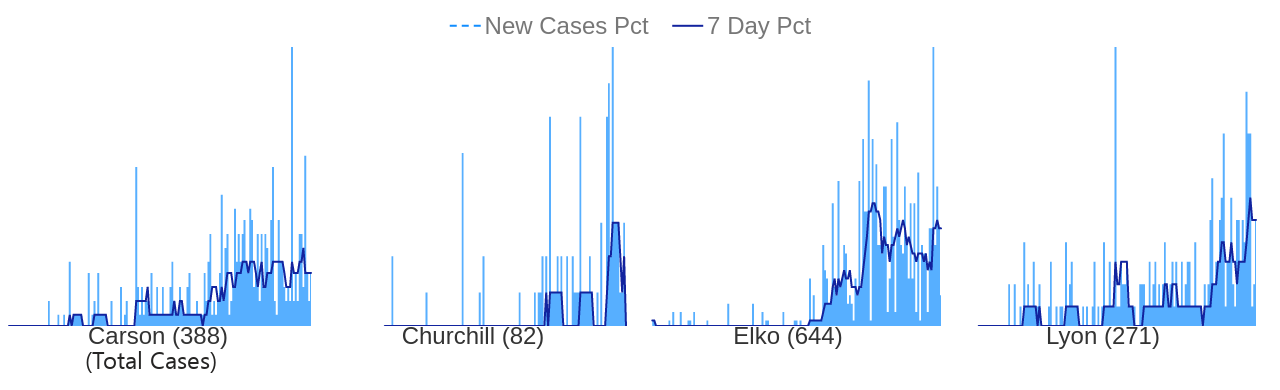 New Cases Pct 7 Day Pct
Carson (388) Churchill (82) Elko (644) Lyon (271)
(Total Cases)